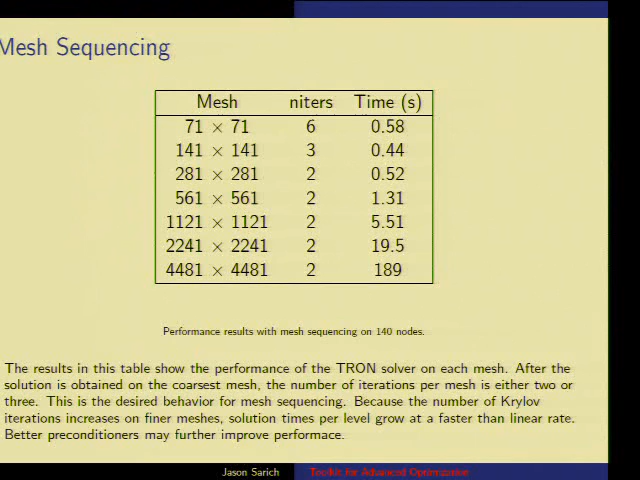 Mesh Sequencing
Mesh niters Time (s)
71 × 71 6 0.58
141 × 141 3 0.44
281 × 281 2 0.52
561 × 561 2 1.31
1121 × 1121 2 5.51
2241 × 2241 2 19.5
4481 × 4481 2 189
Performance results with mesh sequencing on 140 nodes.
The results in this table show the performance of the TRON solver on each mesh. After the
solution is obtained on the coarsest mesh, the number of iterations per mesh is either two or
three. This is the desired behavior for mesh sequencing. Because the number of Krylov
iterations increases on finer meshes, solution times per level grow at a faster than linear rate.
Better preconditioners may further improve performace.
Jason Sarich Toolkit for Advanced Optimization